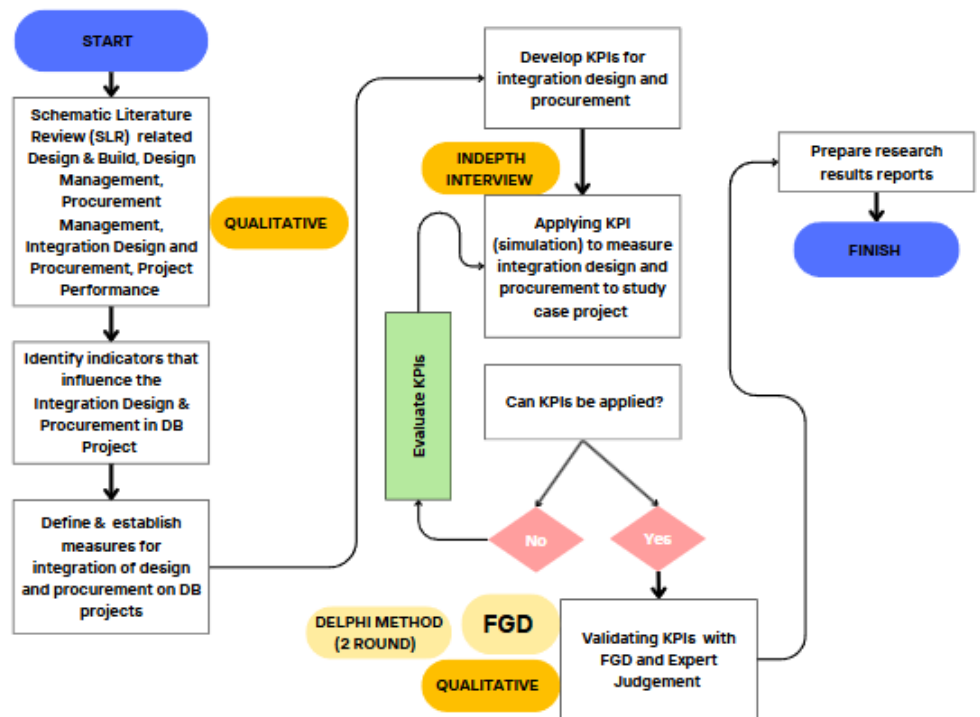 START
Schematic Literature
Review (SLR) related
Design & Build, Design
Management,
Procurement
Management,
Integration Design and
Procurement, Project
Performance
QUALITATIVE
Identify indicators that
influence the
Integration Design &
Procurement in DB
Project
Define & establish
measures for
integration of design
and procurement on DB
projects
Develop KPIs for
integration design and
procurement
INDEPTH
INTERVIEW
Applying KPI
(simulation) to measure
integration design and
procurement to study
case project
Evaluate KPIs
Can KPIs be applied?
No
Yes
DELPHI METHOD
(2 ROUND)
FGD
QUALITATIVE
Validating KPIs with
FGD and Expert
Judgement
Prepare research
results reports
FINISH